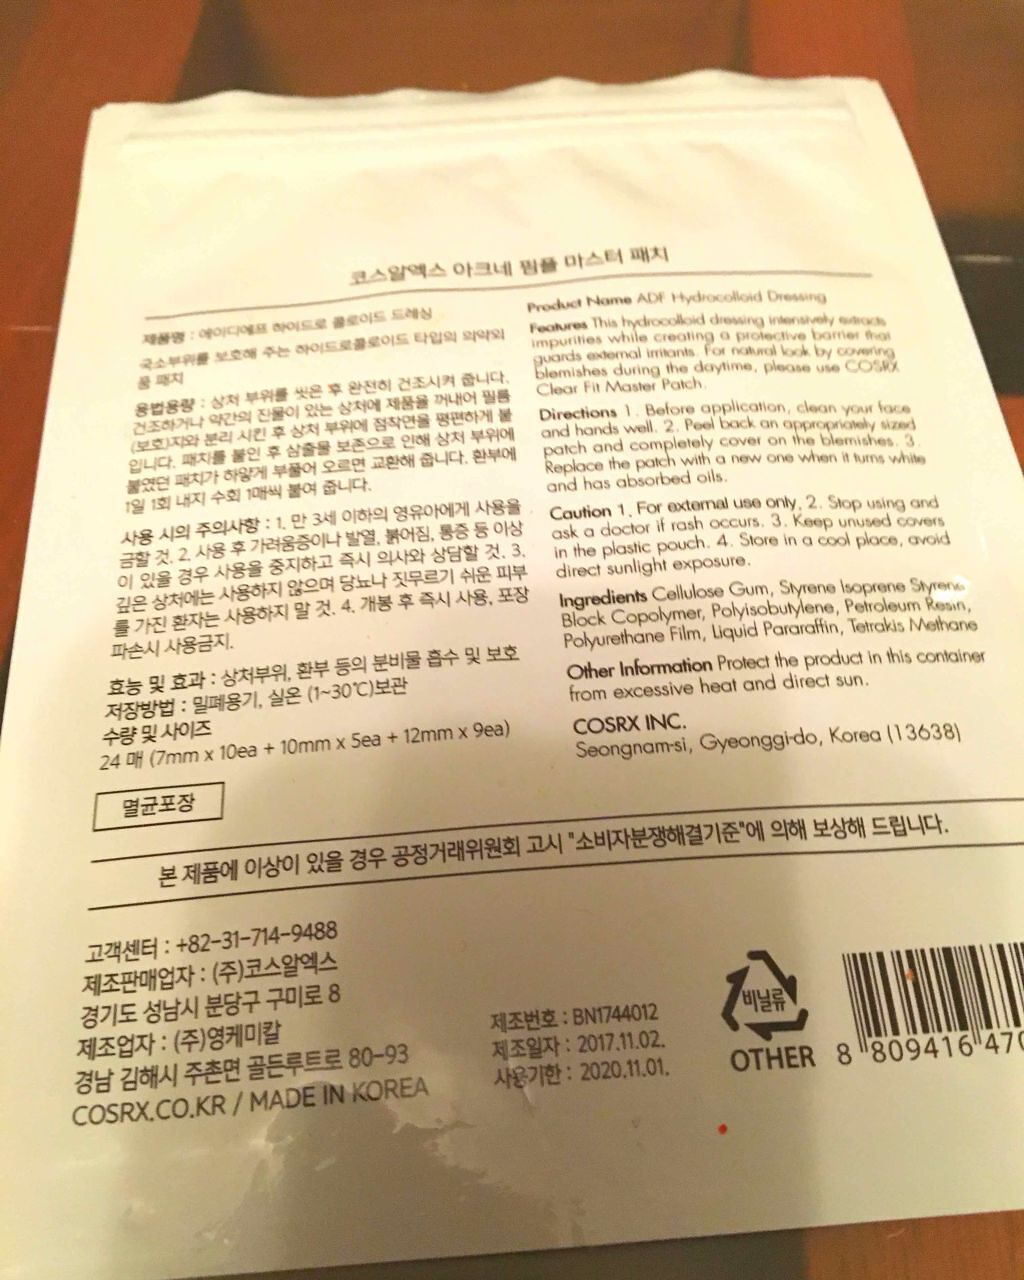 코스알엑스 아크네 핌플 마스터 패치
제품명 : 에이디에프 하이드로 콜로이드 드레싱
국소부위를 보호해 주는 하이드로콜로이드 타입의 의약외
품 패치
용법용량 : 상처 부위를 씻은 후 완전히 건조시켜 줍니다.
건조하거나 약간의 진물이 있는 상처에 제품을 꺼내어 필름
(보호)지와 분리 시킨 후 상처 부위에 점착면을 평편하게 붙
입니다. 패치를 붙인 후 삼출물 보존으로 인해 상처 부위에
붙였던 패치가 하얗게 부풀어 오르면 교환해 줍니다. 환부에
1일 1회 내지 수회 1매씩 붙여 줍니다.
사용 시의 주의사항 : 1. 만 3세 이하의 영유아에게 사용을
금할 것. 2. 사용 후 가려움증이나 발열, 붉어짐, 통증 등 이상
이 있을 경우 사용을 중지하고 즉시 의사와 상담할 것. 3.
깊은 상처에는 사용하지 않으며 당뇨나 짓무르기 쉬운 피부
를 가진 환자는 사용하지 말 것. 4. 개봉 후 즉시 사용, 포장
파손시 사용금지.
효능 및 효과 : 상처부위, 환부 등의 분비물 흡수 및 보호
저장방법 : 밀폐용기, 실온 (1~30℃)보관
수량 및 사이즈
24 매 (7mm x 10ea + 10mm x 5ea + 12mm x 9ea)
멸균포장
Product Name ADF Hydrocolloid Dressing
Features This hydrocolloid dressing intensively extracts
impurities while creating a protective barrier that
guards external irritants. For natural look by covering
blemishes during the daytime, please use COSRX
Clear Fit Master Patch.
Directions 1. Before application, clean your face
and hands well. 2. Peel back an appropriately sized
patch and completely cover on the blemishes. 3.
Replace the patch with a new one when it turns white
and has absorbed oils.
Caution 1. For external use only, 2. Stop using and
ask a doctor if rash occurs. 3. Keep unused covers
in the plastic pouch. 4. Store in a cool place, avoid
direct sunlight exposure.
Ingredients Cellulose Gum, Styrene Isoprene Styrene
Block Copolymer, Polyisobutylene, Petroleum Resin,
Polyurethane Film, Liquid Pararaffin, Tetrakis Methane
Other Information Protect the product in this container
from excessive heat and direct sun.
COSRX INC.
Seongnam-si, Gyeonggi-do, Korea (13638)
본 제품에 이상이 있을 경우 공정거래위원회 고시 "소비자분쟁해결기준"에 의해 보상해 드립니다.
고객센터 : +82-31-714-9488
제조판매업자 : (주)코스알엑스
경기도 성남시 분당구 구미로 8
제조업자 : (주)영케미칼
경남 김해시 주촌면 골든루트로 80-93
COSRX.CO.KR / MADE IN KOREA
제조번호 : BN1744012
제조일자 : 2017.11.02.
사용기한 : 2020.11.01.
비닐류
OTHER
8 809416 470